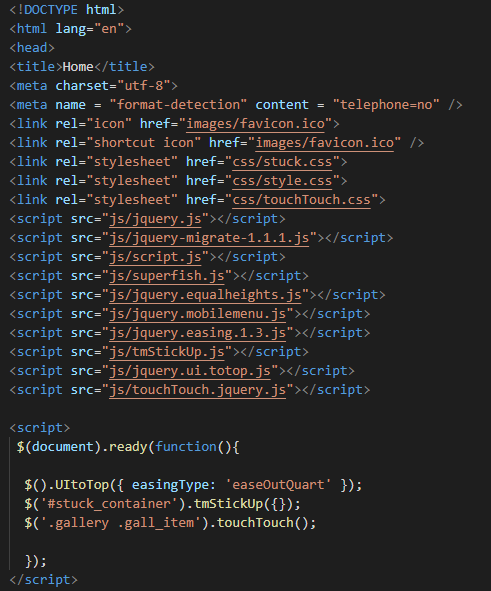 <!DOCTYPE html>
<html lang="en">
<head>
<title>Home</title>
<meta charset="utf-8">
<meta name = "format-detection" content = "telephone=no" />
<link rel="icon" href="images/favicon.ico">
<link rel="shortcut icon" href="images/favicon.ico" />
<link rel="stylesheet" href="css/stuck.css">
<link rel="stylesheet" href="css/style.css">
<link rel="stylesheet" href="css/touchTouch.css">
<script src="js/jquery.js"></script>
<script src="js/jquery-migrate-1.1.1.js"></script>
<script src="js/script.js"></script>
<script src="js/superfish.js"></script>
<script src="js/jquery.equalheights.js"></script>
<script src="js/jquery.mobilemenu.js"></script>
<script src="js/jquery.easing.1.3.js"></script>
<script src="js/tmStickUp.js"></script>
<script src="js/jquery.ui.totop.js"></script>
<script src="js/touchTouch.jquery.js"></script>
<script>
$(document).ready(function(){
$().UItoTop({ easingType: 'easeOutQuart' });
$('#stuck_container').tmStickUp({});
$('.gallery .gall_item').touchTouch();
});
</script>